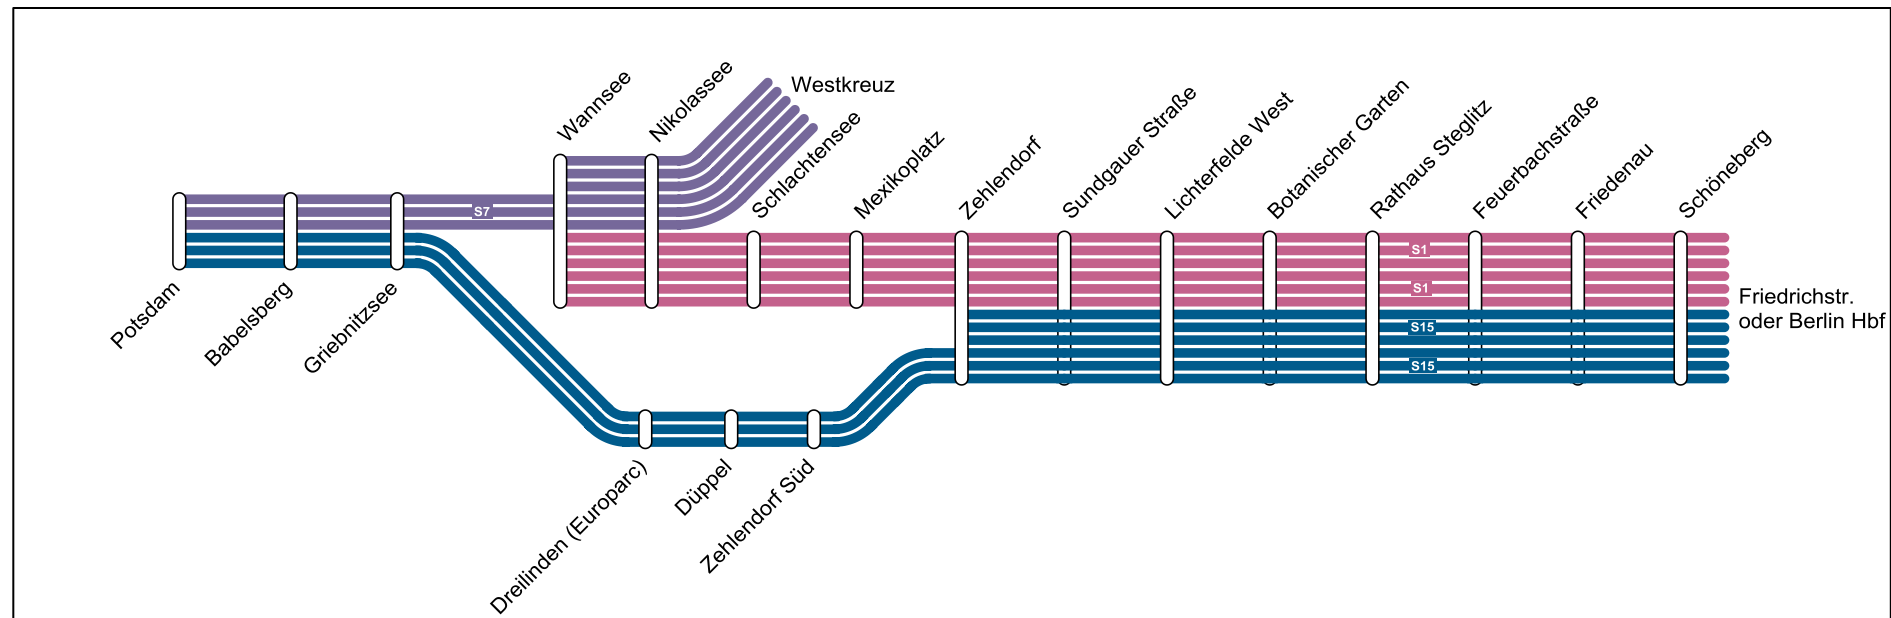 Wannsee
Nikolassee
Westkreuz
Schlachtensee
Mexikoplatz
Zehlendorf
Sundgauer Straße
Lichterfelde West
Botanischer Garten
Rathaus Steglitz
Feuerbachstraße
Friedenau
Schöneberg
S7
S1
S1
S15
S15
Friedrichstr.
oder Berlin Hbf
Potsdam
Babelsberg
Griebnitzsee
Dreilinden (Europarc)
Düppel
Zehlendorf Süd